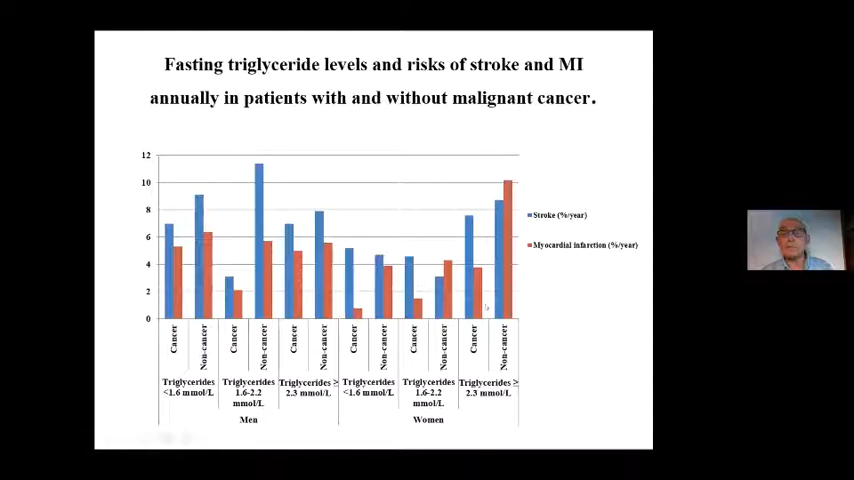 Fasting triglyceride levels and risks of stroke and MI
annually in patients with and without malignant cancer.
12
10
8
6
4
2
0
Stroke (%/year)
Myocardial infarction (%/year)
Cancer
Non-cancer
Cancer
Non-cancer
Cancer
Non-cancer
Cancer
Non-cancer
Cancer
Non-cancer
Cancer
Non-cancer
Triglycerides
<1.6 mmol/L
Triglycerides
1.6-2.2
mmol/L
Triglycerides ≥
2.3 mmol/L
Triglycerides
<1.6 mmol/L
Triglycerides
1.6-2.2
mmol/L
Triglycerides ≥
2.3 mmol/L
Men
Women